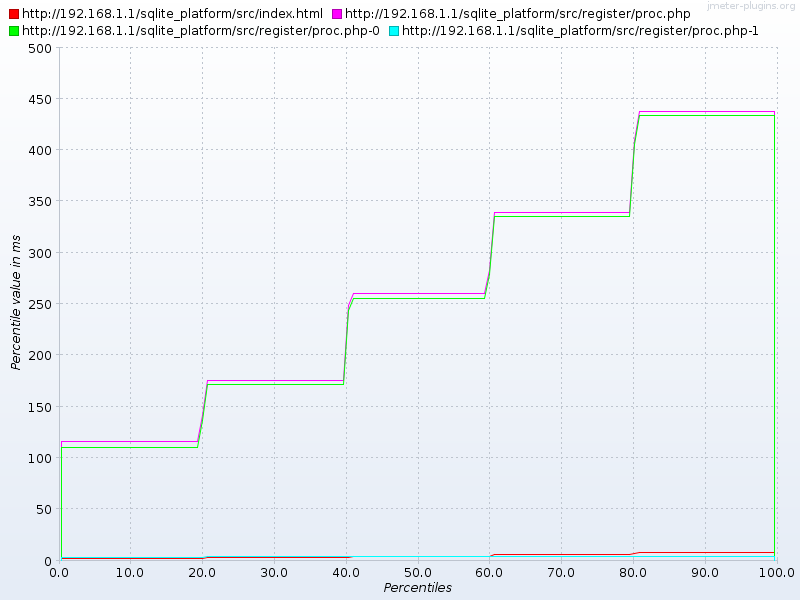 jmeter-plugins.org
http://192.168.1.1/sqlite_platform/src/index.html http://192.168.1.1/sqlite_platform/src/register/proc.php
http://192.168.1.1/sqlite_platform/src/register/proc.php-0 http://192.168.1.1/sqlite_platform/src/register/proc.php-1
500
450
400
350
300
250
200
150
100
50
0
Percentile value in ms
0.0 10.0 20.0 30.0 40.0 50.0 60.0 70.0 80.0 90.0 100.0
Percentiles